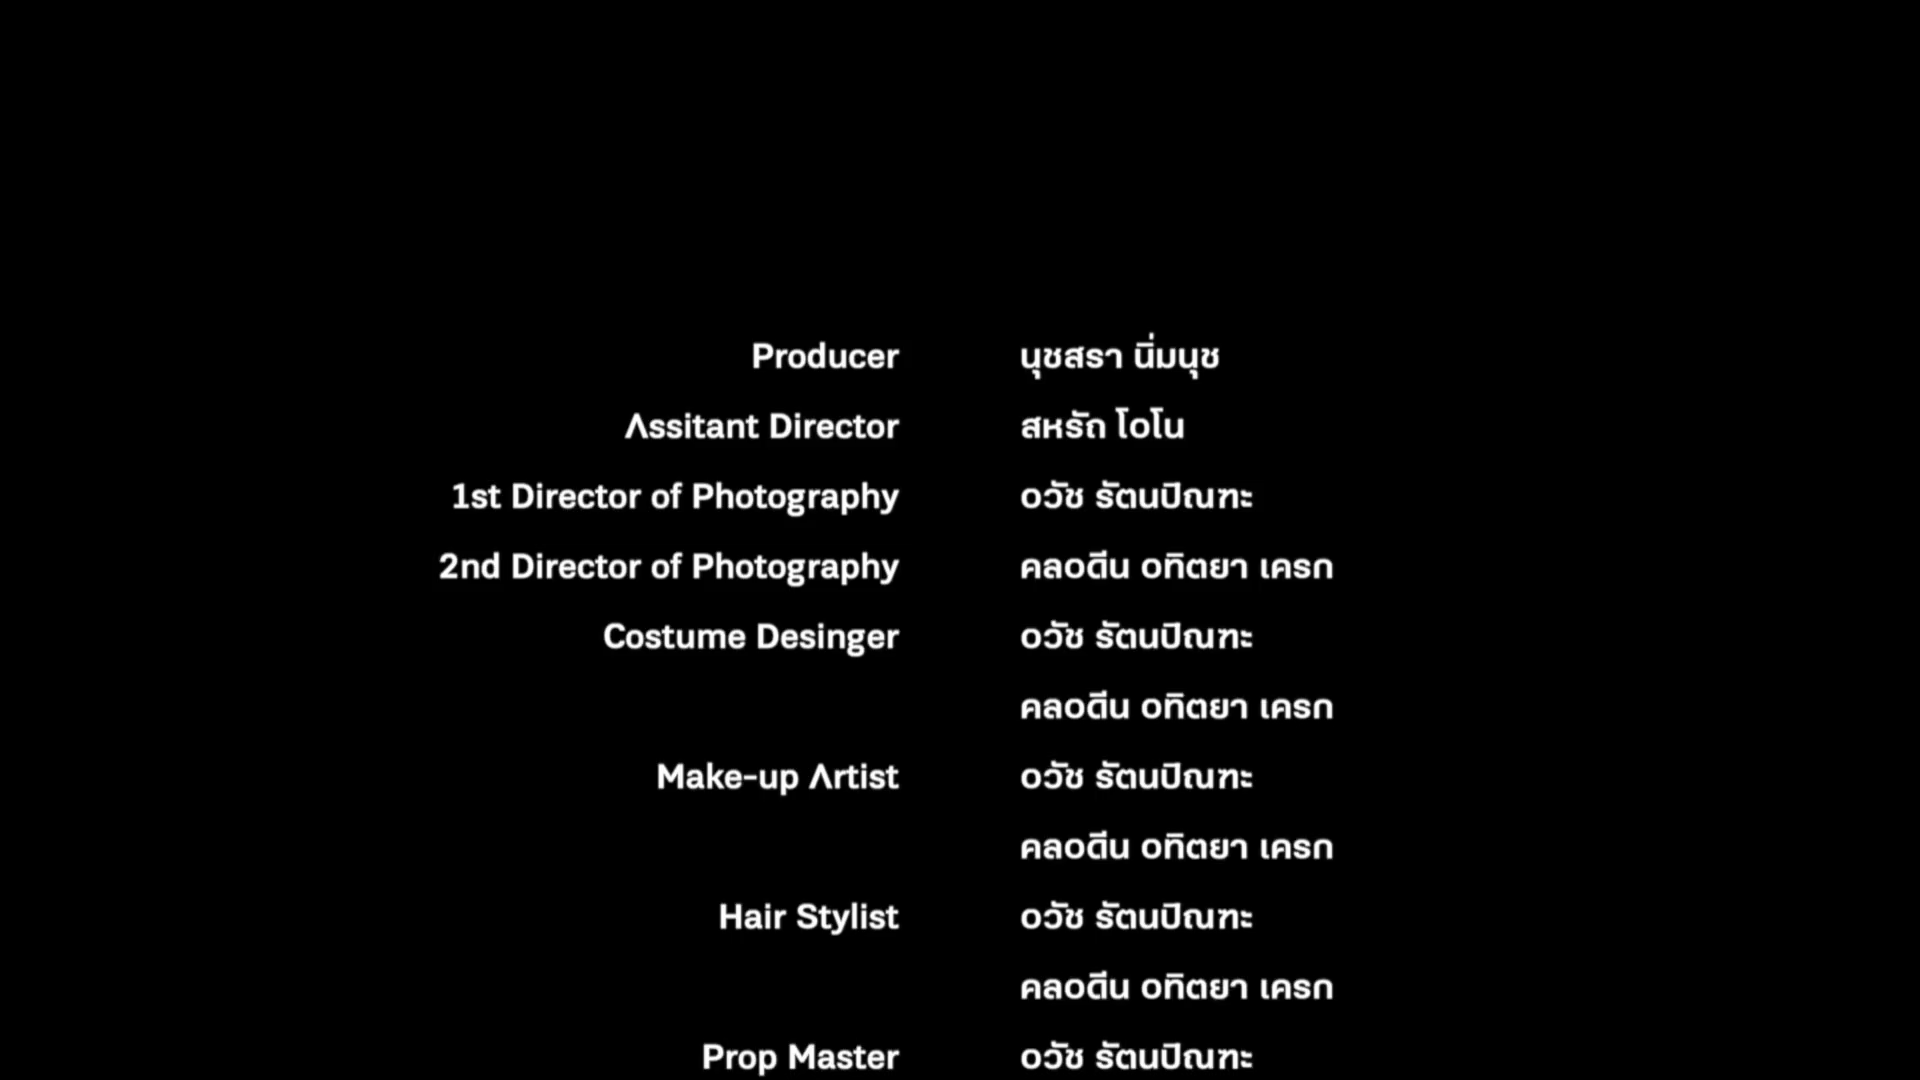 Producer นุชสรา นิ่มนุช
Assitant Director สหรัถ โอโน
1st Director of Photography อวัช รัตนปิณฑะ
2nd Director of Photography คลอดีน อทิตยา เครก
Costume Desinger อวัช รัตนปิณฑะ
คลอดีน อทิตยา เครก
Make-up Artist อวัช รัตนปิณฑะ
คลอดีน อทิตยา เครก
Hair Stylist อวัช รัตนปิณฑะ
คลอดีน อทิตยา เครก
Prop Master อวัช รัตนปิณฑะ